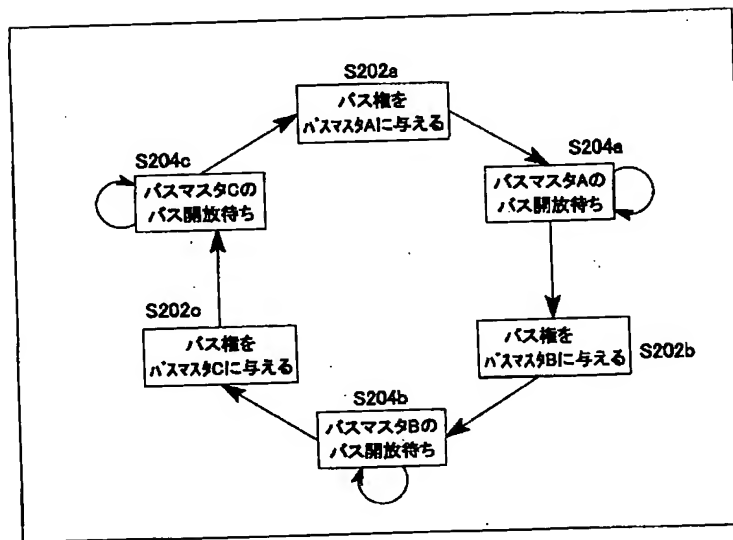 S202a
バス権を
バスマスタAに与える
S204a
バスマスタAの
バス開放待ち
バス権を
バスマスタBに与える
S202b
S204b
バスマスタBの
バス開放待ち
S202c
バス権を
バスマスタCに与える
S204c
バスマスタCの
バス開放待ち